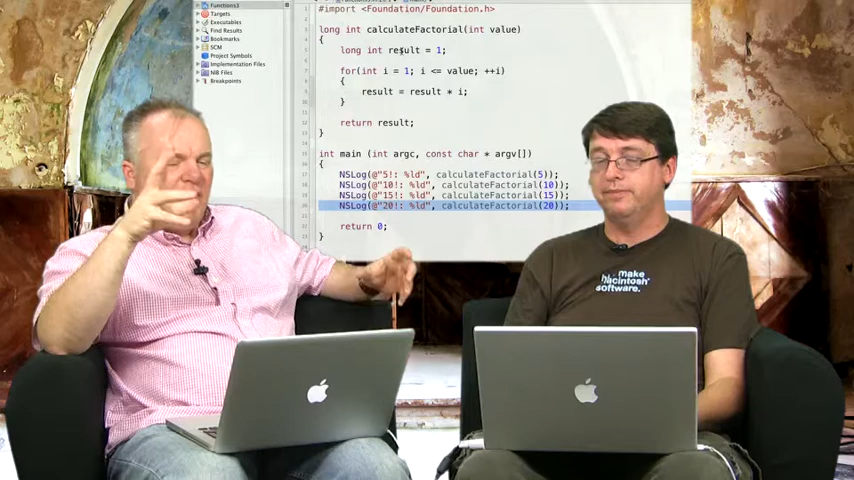 Functions3
Targets
Executables
Find Results
Bookmarks
SCM
Project Symbols
Implementation Files
NIB Files
Breakpoints
#import <Foundation/Foundation.h>
long int calculateFactorial(int value)
{
long int result = 1;
for(int i = 1; i <= value; ++i)
{
result = result * i;
}
return result;
}
int main (int argc, const char * argv[])
{
NSLog(@"5!: %ld", calculateFactorial(5));
NSLog(@"10!: %ld", calculateFactorial(10));
NSLog(@"15!: %ld", calculateFactorial(15));
NSLog(@"20!: %ld", calculateFactorial(20));
return 0;
}
I make
Macintosh
software.